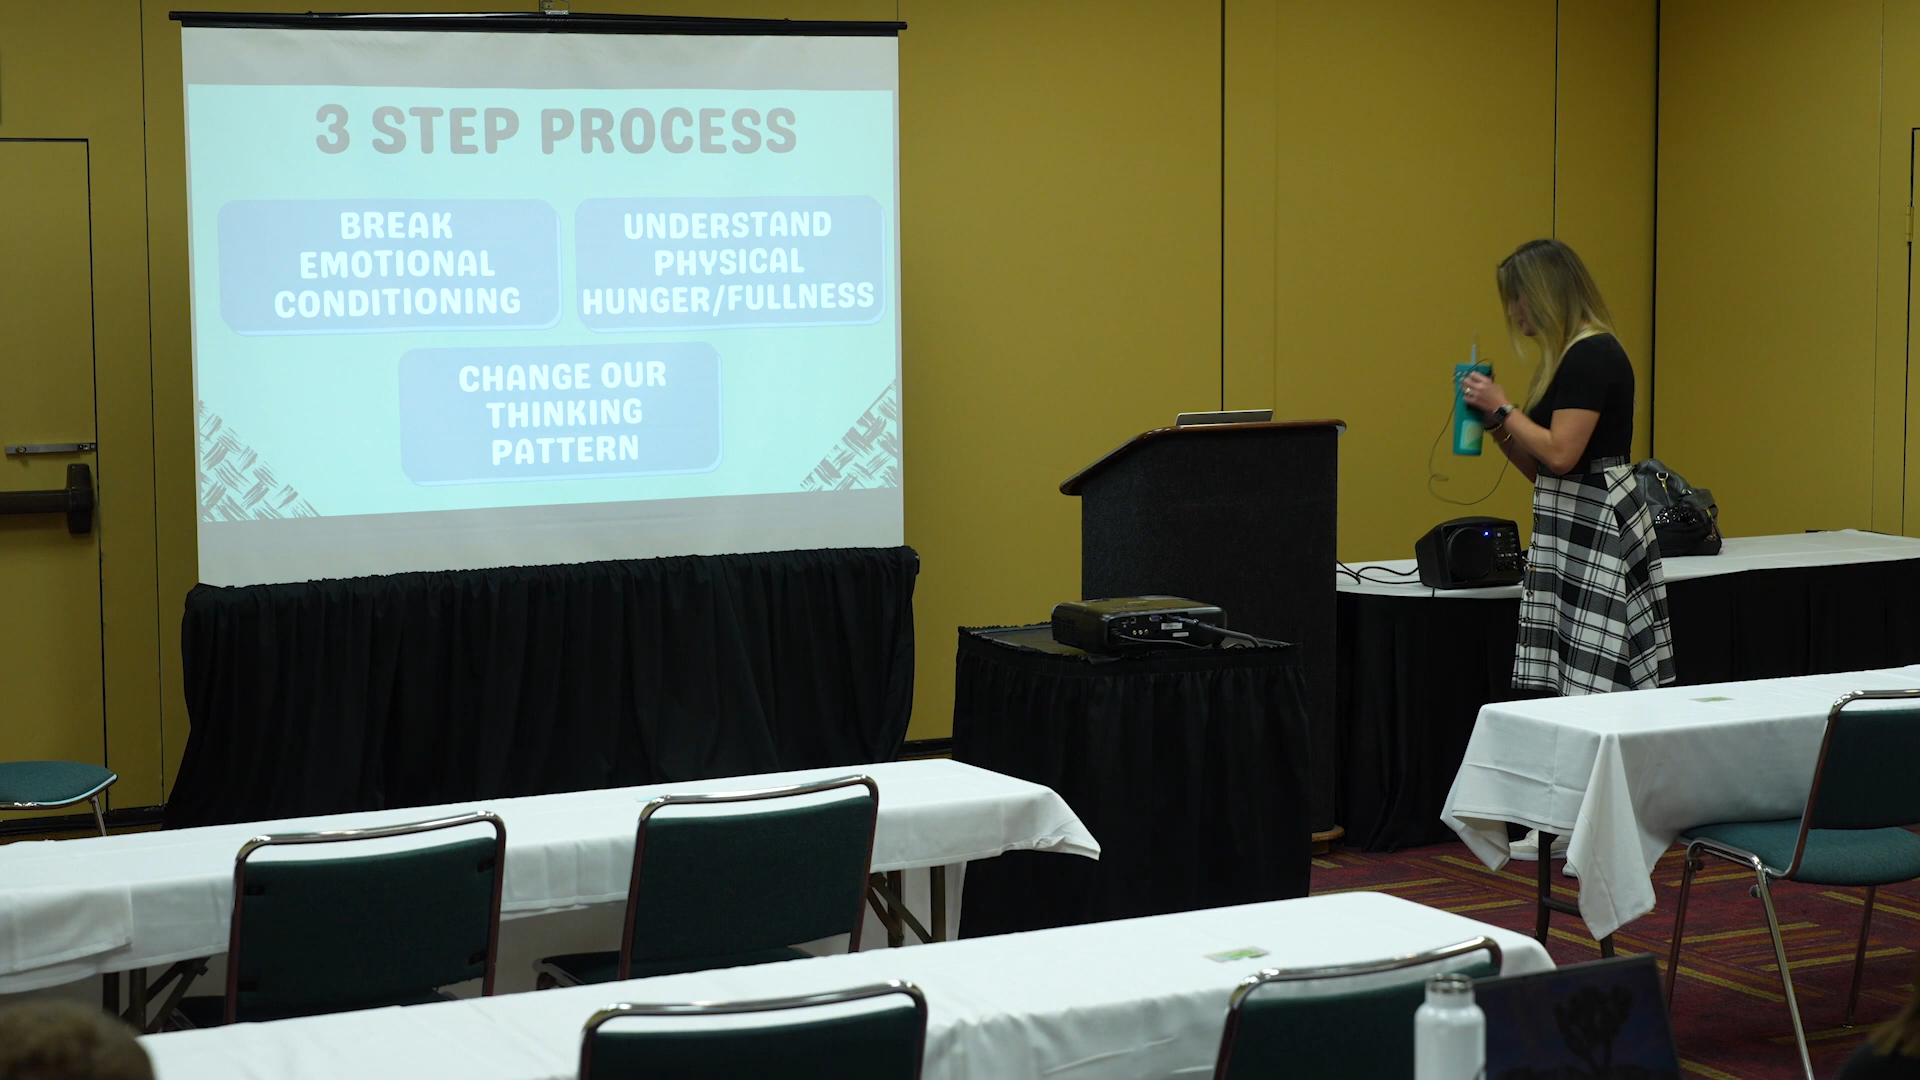 3 STEP PROCESS
BREAK
EMOTIONAL
CONDITIONING
UNDERSTAND
PHYSICAL
HUNGER/FULLNESS
CHANGE OUR
THINKING
PATTERN